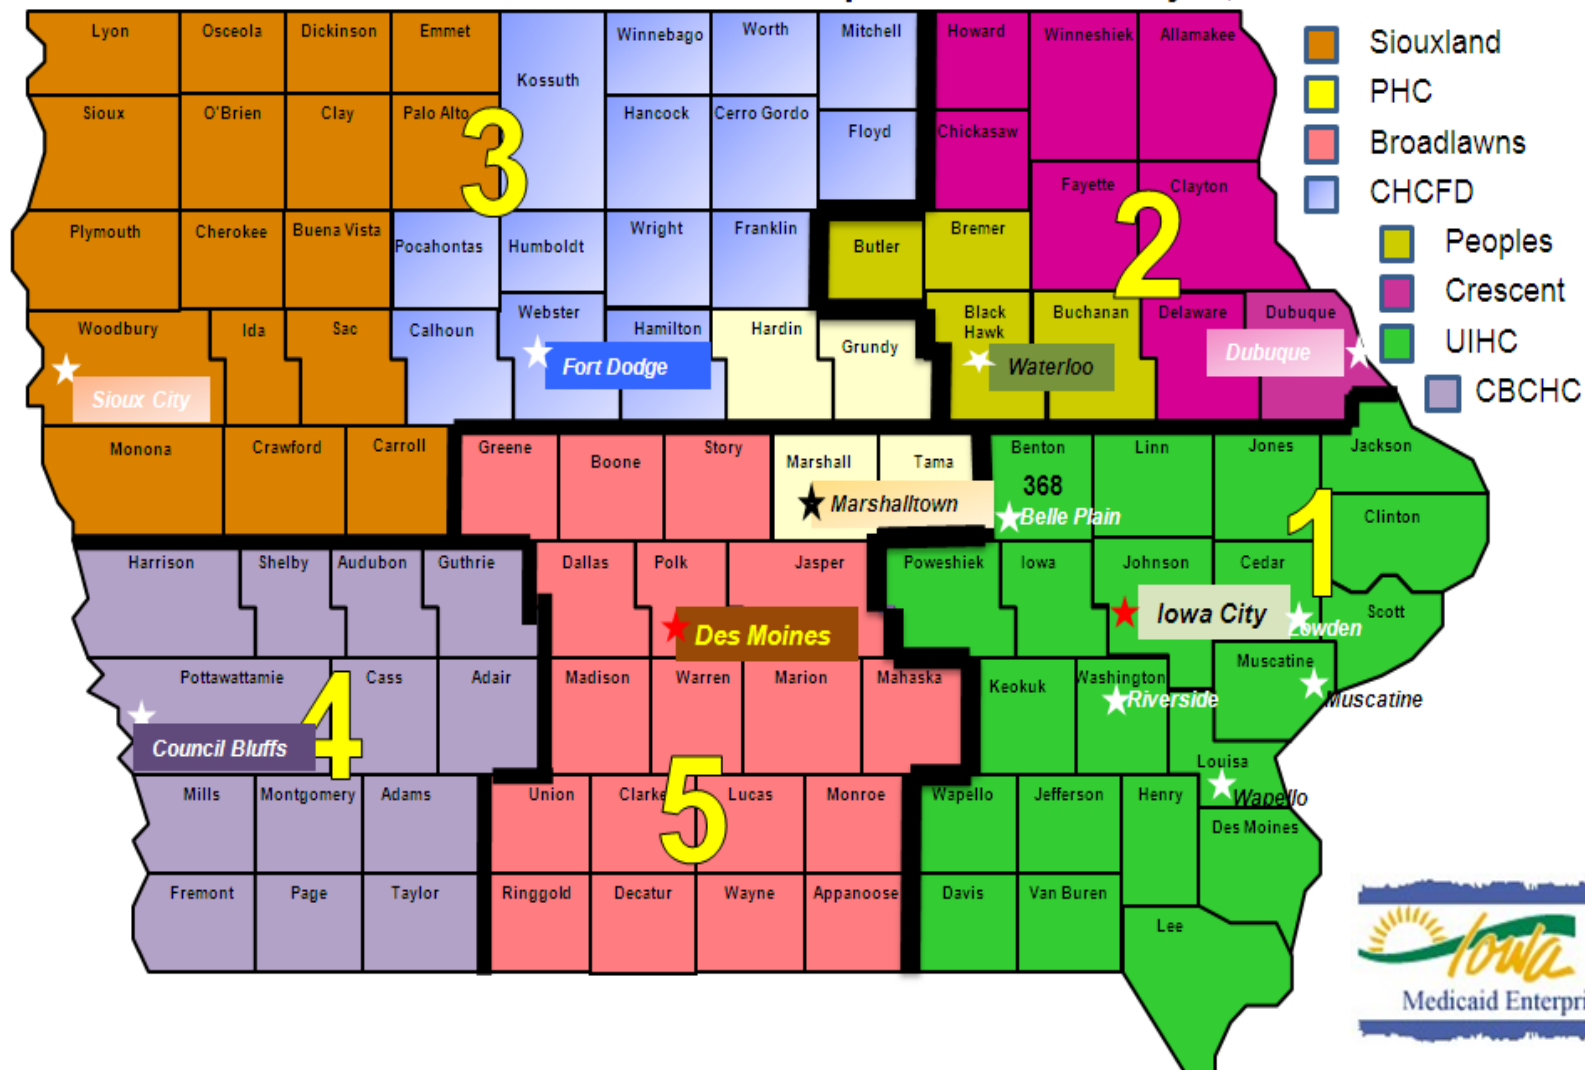 Lyon Osceola Dickinson Emmet Kossuth Winnebago Worth Mitchell Howard Winneshiek Allamakee
Sioux O'Brien Clay Palo Alto Hancock Cerro Gordo Floyd Chickasaw
3
Fayette Clayton
2
Plymouth Cherokee Buena Vista Pocahontas Humboldt Wright Franklin Butler Bremer
Woodbury Ida Sac Calhoun Webster Hamilton Hardin Grundy Black Hawk Buchanan Delaware Dubuque
Sioux City
Fort Dodge
Waterloo
Dubuque
Monona Crawford Carroll Greene Boone Story Marshall Tama Benton Linn Jones Jackson
368
Marshalltown
Belle Plain
1
Clinton
Harrison Shelby Audubon Guthrie Dallas Polk Jasper Poweshiek Iowa Johnson Cedar Scott
Des Moines
Iowa City
Lowden
Pottawattamie Cass Adair Madison Warren Marion Mahaska Keokuk Washington Muscatine
Riverside
Muscatine
Council Bluffs
4
5
Mills Montgomery Adams Union Clarke Lucas Monroe Wapello Jefferson Henry Louisa
Wapello
Des Moines
Fremont Page Taylor Ringgold Decatur Wayne Appanoose Davis Van Buren Lee
Siouxland
PHC
Broadlawns
CHCFD
Peoples
Crescent
UIHC
CBCHC
Iowa
Medicaid Enterpri